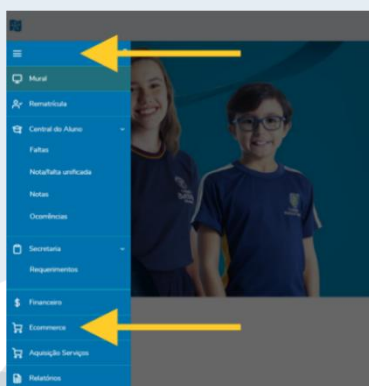 Mural
Rematrícula
Central do Aluno
Faltas
Nota/falta unificada
Notas
Ocorrências
Secretaria
Requerimentos
Financeiro
Ecommerce
Aquisição Serviços
Relatórios